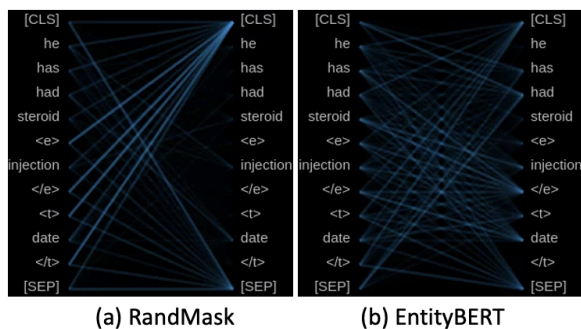 [CLS] [CLS] [CLS] [CLS]
he he he he
has has has has
had had had had
steroid steroid steroid steroid
<e> <e> <e> <e>
injection injection injection injection
</e> </e> </e> </e>
<t> <t> <t> <t>
date date date date
</t> </t> </t> </t>
[SEP] [SEP] [SEP] [SEP]
(a) RandMask (b) EntityBERT